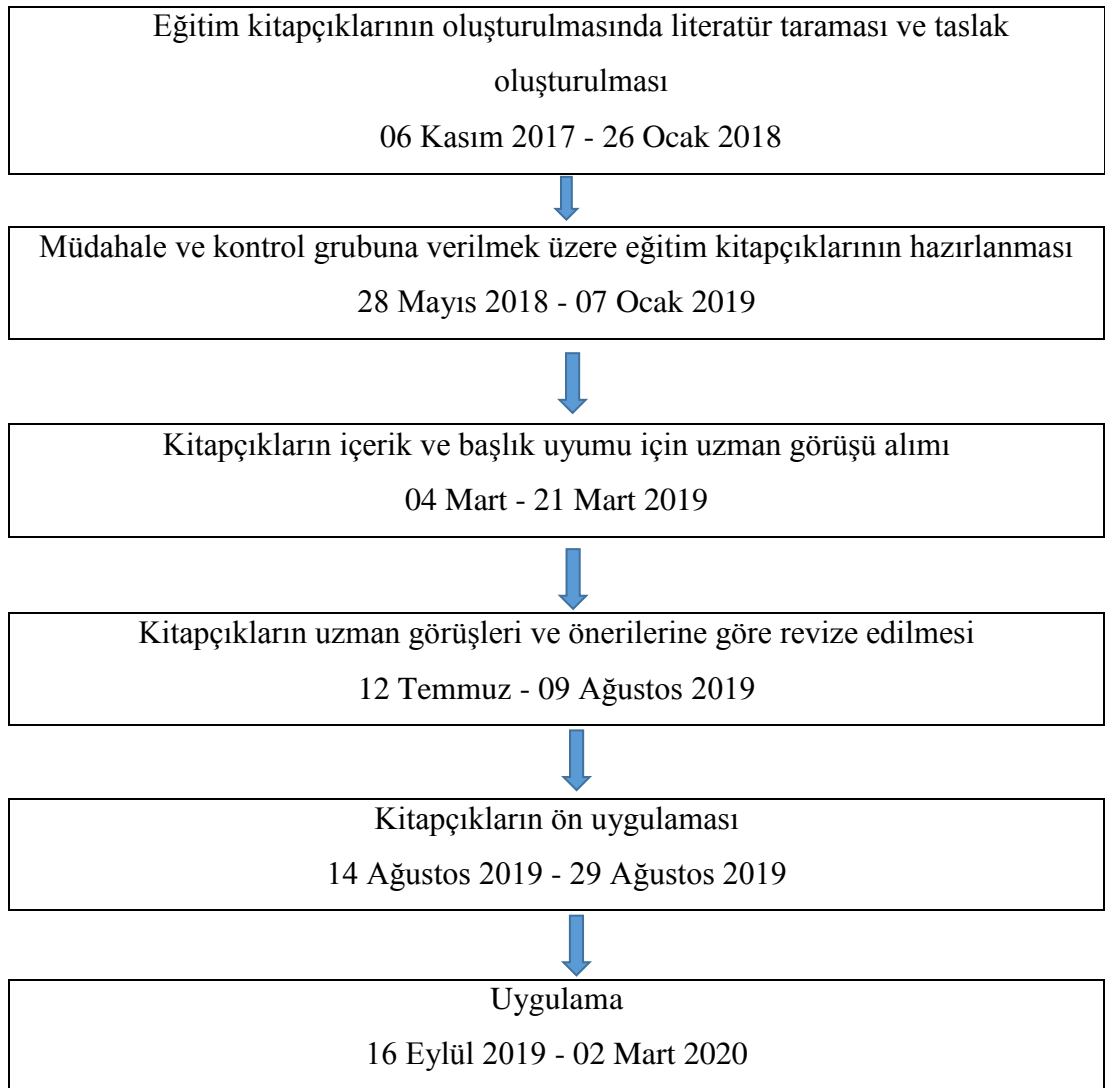 Eğitim kitapçıklarının oluşturulmasında literatür taraması ve taslak
oluşturulması
06 Kasım 2017 - 26 Ocak 2018
Müdahale ve kontrol grubuna verilmek üzere eğitim kitapçıklarının hazırlanması
28 Mayıs 2018 - 07 Ocak 2019
Kitapçıkların içerik ve başlık uyumu için uzman görüşü alımı
04 Mart - 21 Mart 2019
Kitapçıkların uzman görüşleri ve önerilerine göre revize edilmesi
12 Temmuz - 09 Ağustos 2019
Kitapçıkların ön uygulaması
14 Ağustos 2019 - 29 Ağustos 2019
Uygulama
16 Eylül 2019 - 02 Mart 2020